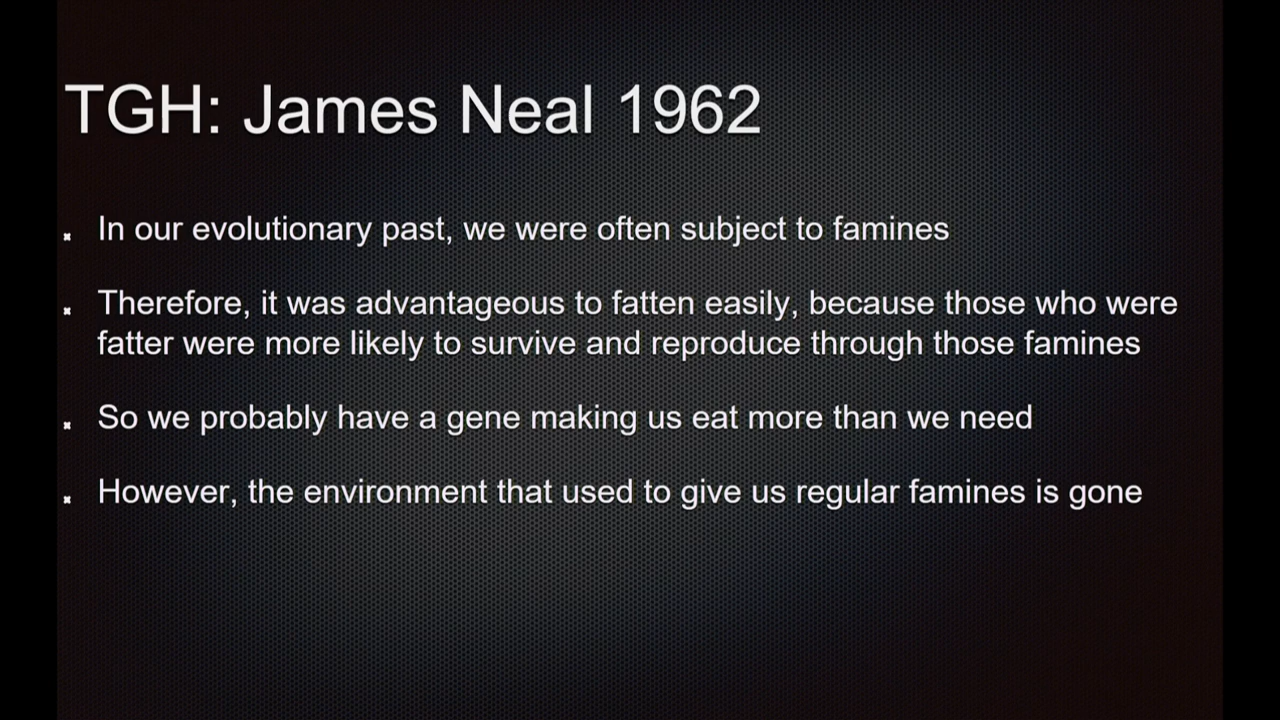 TGH: James Neal 1962
In our evolutionary past, we were often subject to famines
Therefore, it was advantageous to fatten easily, because those who were
fatter were more likely to survive and reproduce through those famines
So we probably have a gene making us eat more than we need
However, the environment that used to give us regular famines is gone